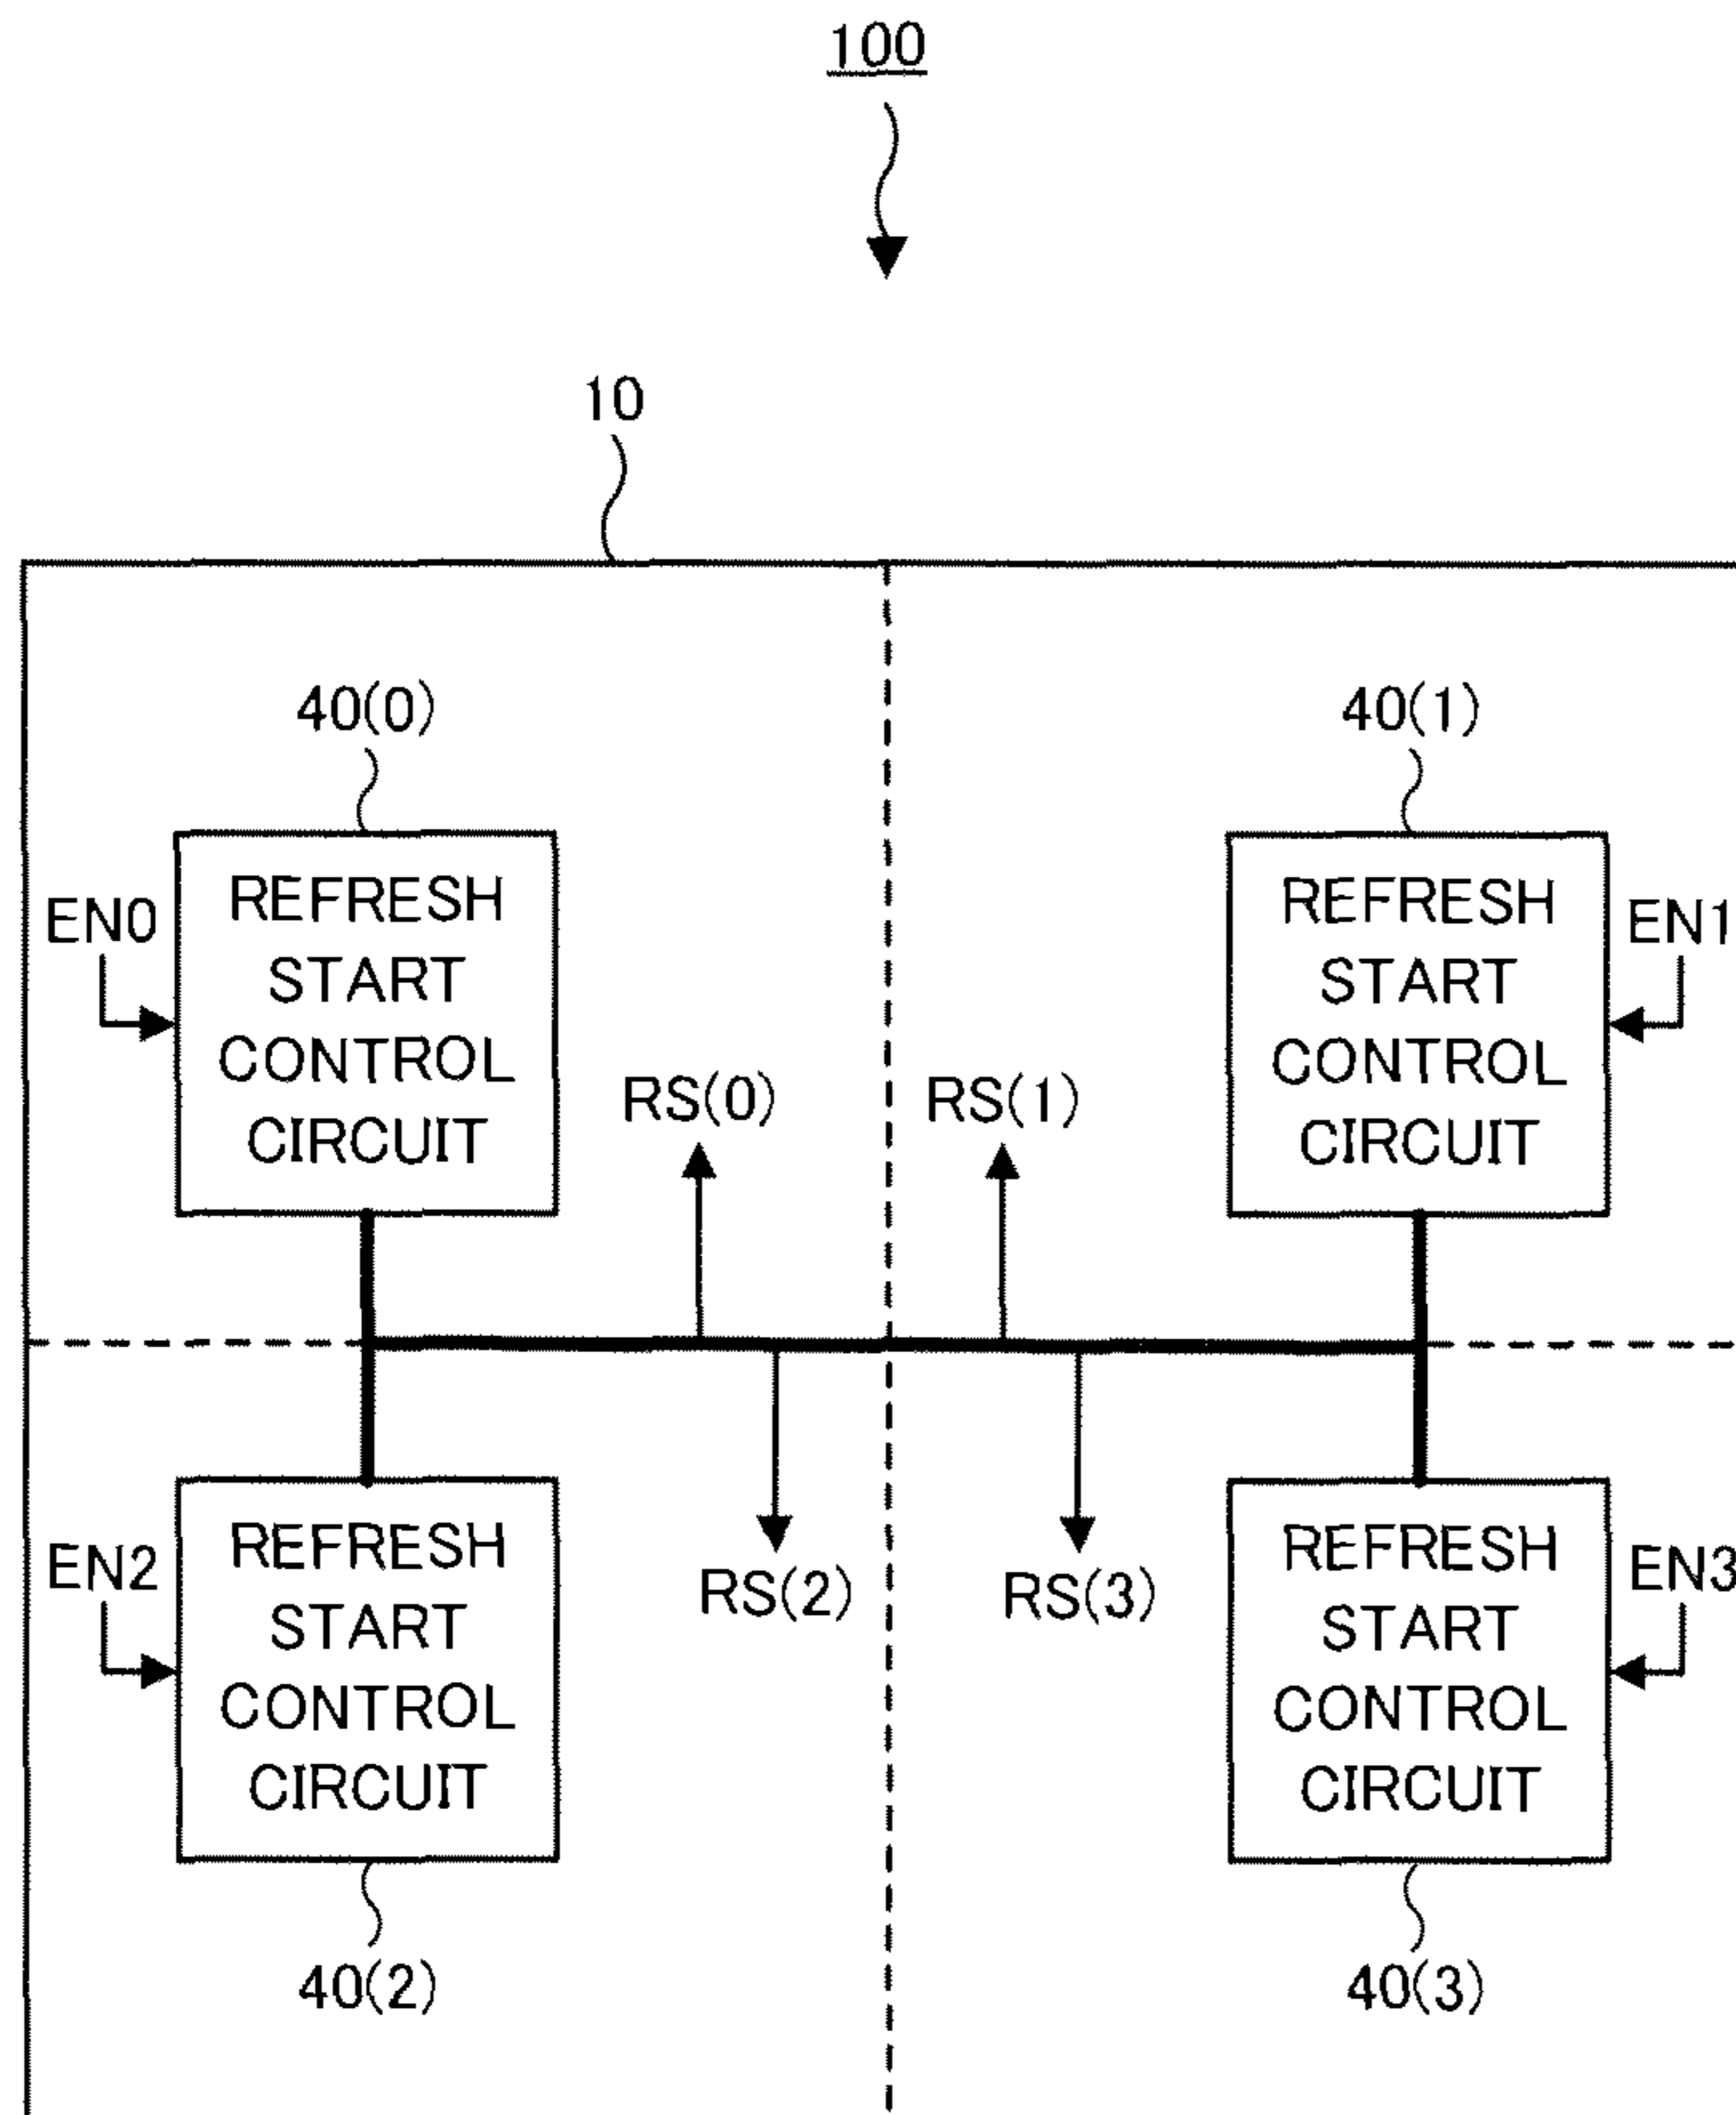 100
10
40(0)
40(1)
REFRESH
START
CONTROL
CIRCUIT
EN0
REFRESH
START
CONTROL
CIRCUIT
EN1
RS(0)
RS(1)
RS(2)
RS(3)
REFRESH
START
CONTROL
CIRCUIT
EN2
REFRESH
START
CONTROL
CIRCUIT
EN3
40(2)
40(3)